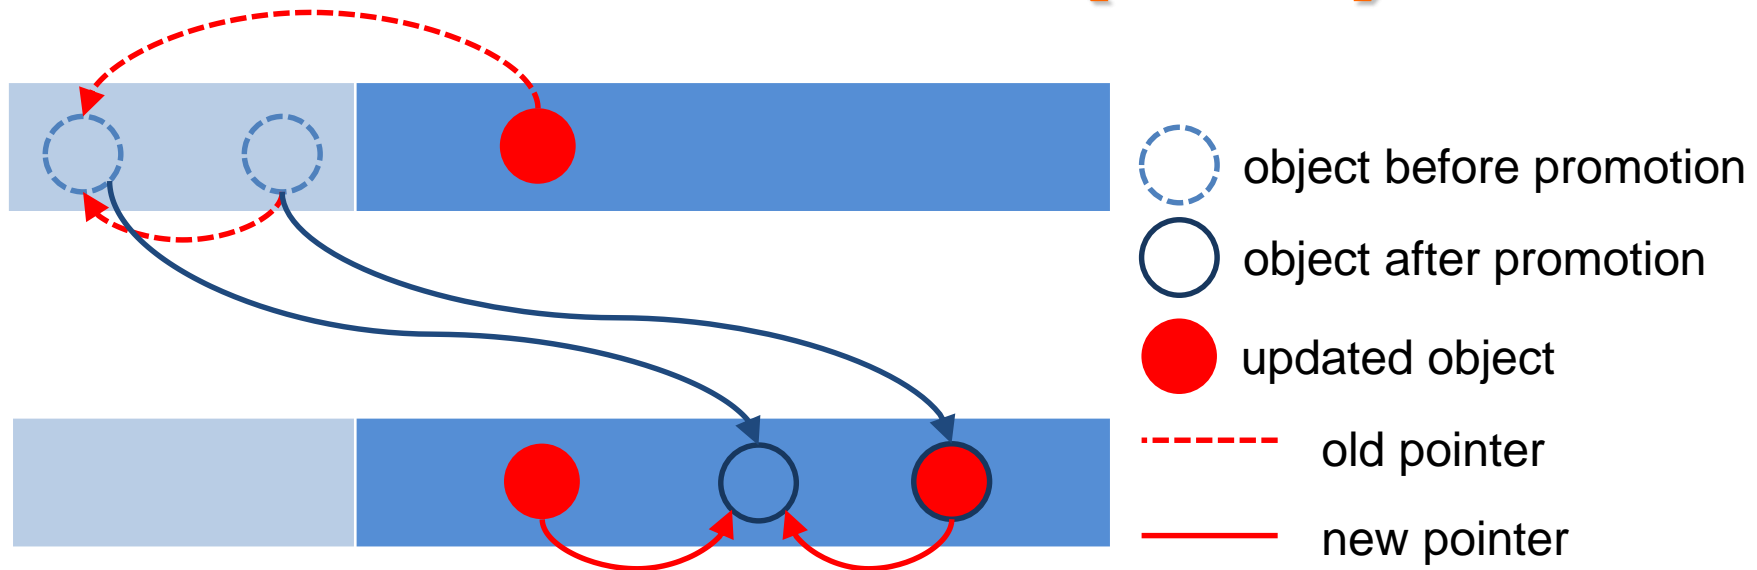 object before promotion
object after promotion
updated object
old pointer
new pointer